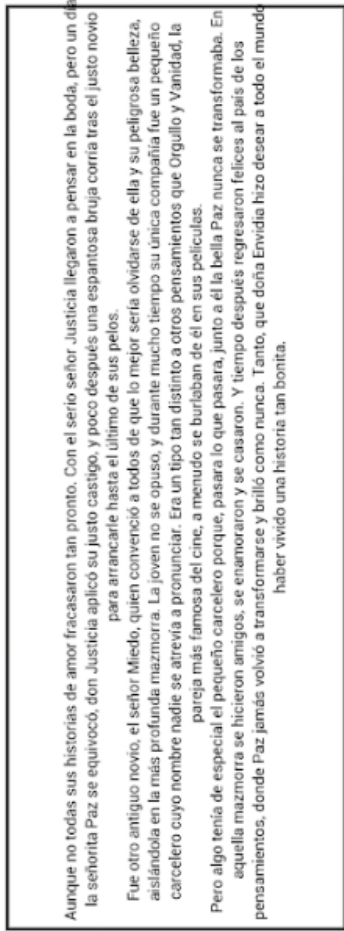 Aunque no todas sus historias de amor fracasaron tan pronto. Con el serio señor Justicia llegaron a pensar en la boda, pero un día
la señorita Paz se equivocó, don Justicia aplicó su justo castigo, y poco después una espantosa bruja corría tras el justo novio
para arrancarle hasta el último de sus pelos.
Fue otro antiguo novio, el señor Miedo, quien convenció a todos de que lo mejor sería olvidarse de ella y su peligrosa belleza,
aislándola en la más profunda mazmorra. La joven no se opuso, y durante mucho tiempo su única compañía fue un pequeño
carcelero cuyo nombre nadie se atrevía a pronunciar. Era un tipo tan distinto a otros pensamientos que Orgullo y Vanidad, la
pareja más famosa del cine, a menudo se burlaban de él en sus películas.
Pero algo tenía de especial el pequeño carcelero porque, pasara lo que pasara, junto a él la bella Paz nunca se transformaba. En
aquella mazmorra se hicieron amigos, se enamoraron y se casaron. Y tiempo después regresaron felices al país de los
pensamientos, donde Paz jamás volvió a transformarse y brilló como nunca. Tanto, que doña Envidia hizo desear a todo el mundo
haber vivido una historia tan bonita.